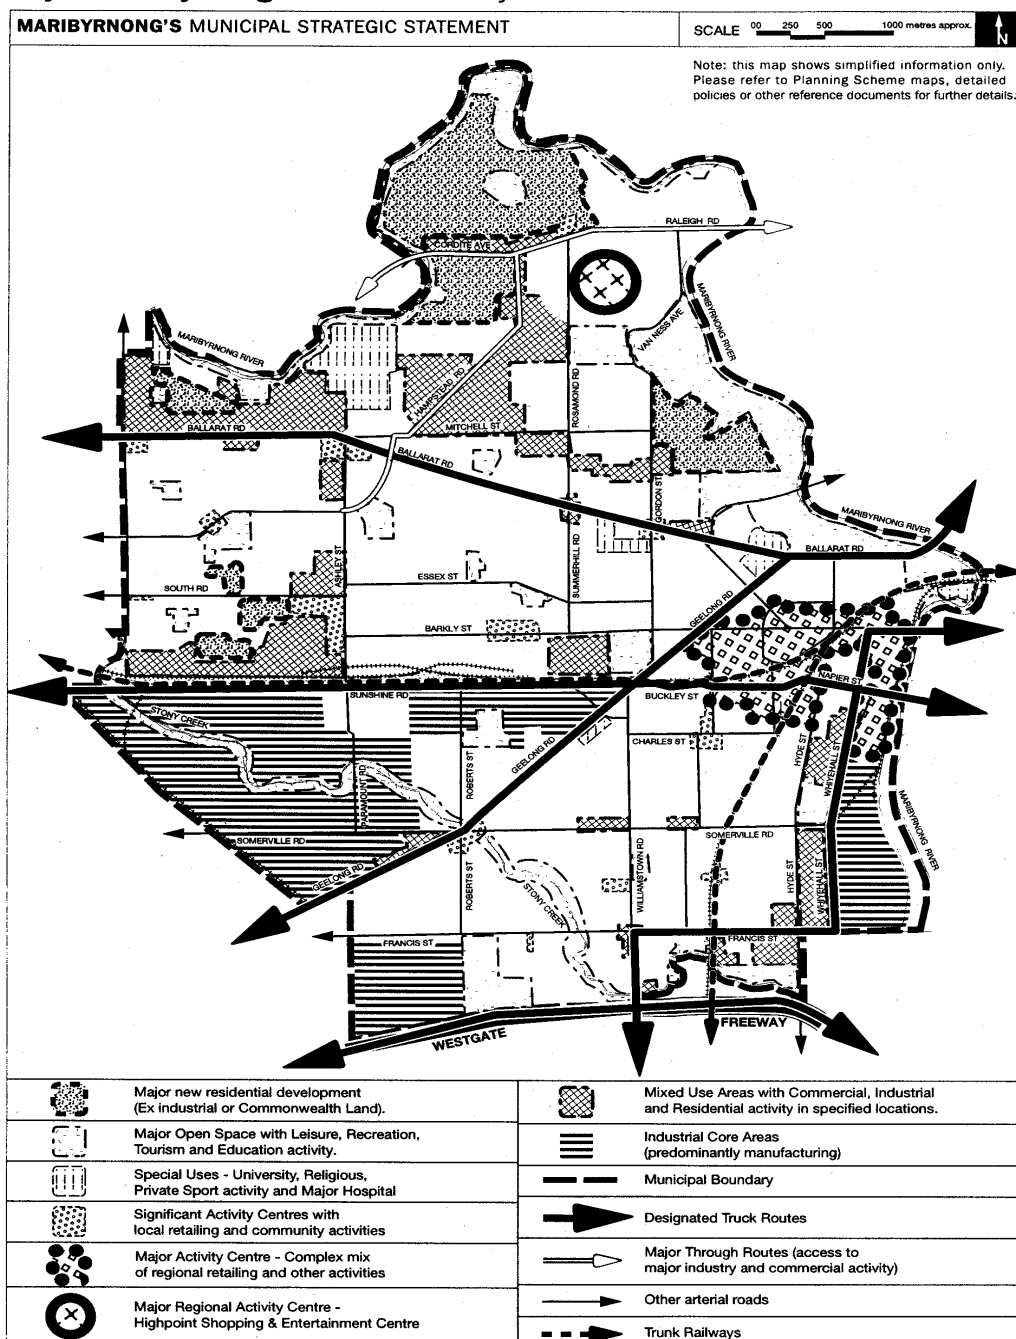 MARIBYRNONG'S MUNICIPAL STRATEGIC STATEMENT
SCALE 00 250 500 1000 metres approx.
N
Note: this map shows simplified information only.
Please refer to Planning Scheme maps, detailed
policies or other reference documents for further details.
RALEIGH RD
CORDITE AVE
MARIBYRNONG RIVER
VAN NESS AVE
MARIBYRNONG RIVER
HAMPSTEAD RD
ROSAMOND RD
BALLARAT RD
MITCHELL ST
BALLARAT RD
GORDON ST
MARIBYRNONG RIVER
BALLARAT RD
ASHLEY ST
SUMMERHILL RD
ESSEX ST
SOUTH RD
GEELONG RD
BARKLY ST
NAPIER ST
SUNSHINE RD
BUCKLEY ST
STONY CREEK
CHARLES ST
HYDE ST
WHITEHALL ST
GEELONG RD
ROBERTS ST
PARAMOUNT RD
MARIBYRNONG RIVER
SOMERVILLE RD
SOMERVILLE RD
GEELONG RD
ROBERTS ST
STONY CREEK
WILLIAMSTOWN RD
HYDE ST
WHITEHALL ST
FRANCIS ST
FRANCIS ST
WESTGATE
FREEWAY
Major new residential development
(Ex industrial or Commonwealth Land).
Major Open Space with Leisure, Recreation,
Tourism and Education activity.
Special Uses - University, Religious,
Private Sport activity and Major Hospital
Significant Activity Centres with
local retailing and community activities
Major Activity Centre - Complex mix
of regional retailing and other activities
Major Regional Activity Centre -
Highpoint Shopping & Entertainment Centre
Mixed Use Areas with Commercial, Industrial
and Residential activity in specified locations.
Industrial Core Areas
(predominantly manufacturing)
Municipal Boundary
Designated Truck Routes
Major Through Routes (access to
major industry and commercial activity)
Other arterial roads
Trunk Railways